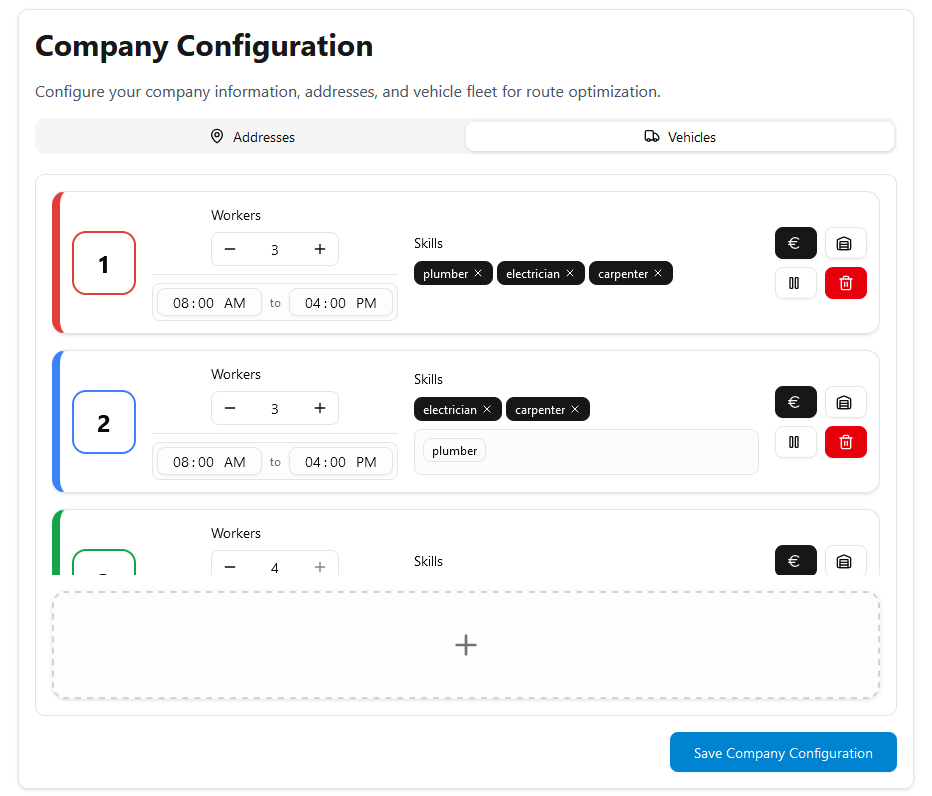 Company Configuration
Configure your company information, addresses, and vehicle fleet for route optimization.
Addresses
Vehicles
1
Workers
− 3 +
08:00 AM to 04:00 PM
Skills
plumber × electrician × carpenter ×
€
2
Workers
− 3 +
08:00 AM to 04:00 PM
Skills
electrician × carpenter ×
plumber
€
Workers
− 4 +
Skills
€
+
Save Company Configuration